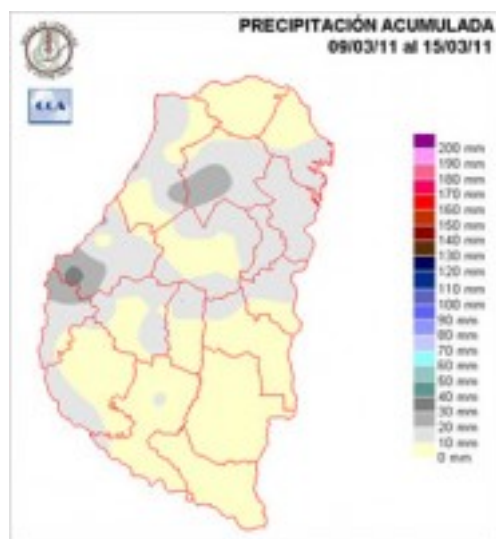 PRECIPITACIÓN ACUMULADA
09/03/11 al 15/03/11
200 mm
190 mm
180 mm
170 mm
160 mm
150 mm
140 mm
130 mm
120 mm
110 mm
100 mm
90 mm
80 mm
70 mm
60 mm
50 mm
40 mm
30 mm
20 mm
10 mm
0 mm